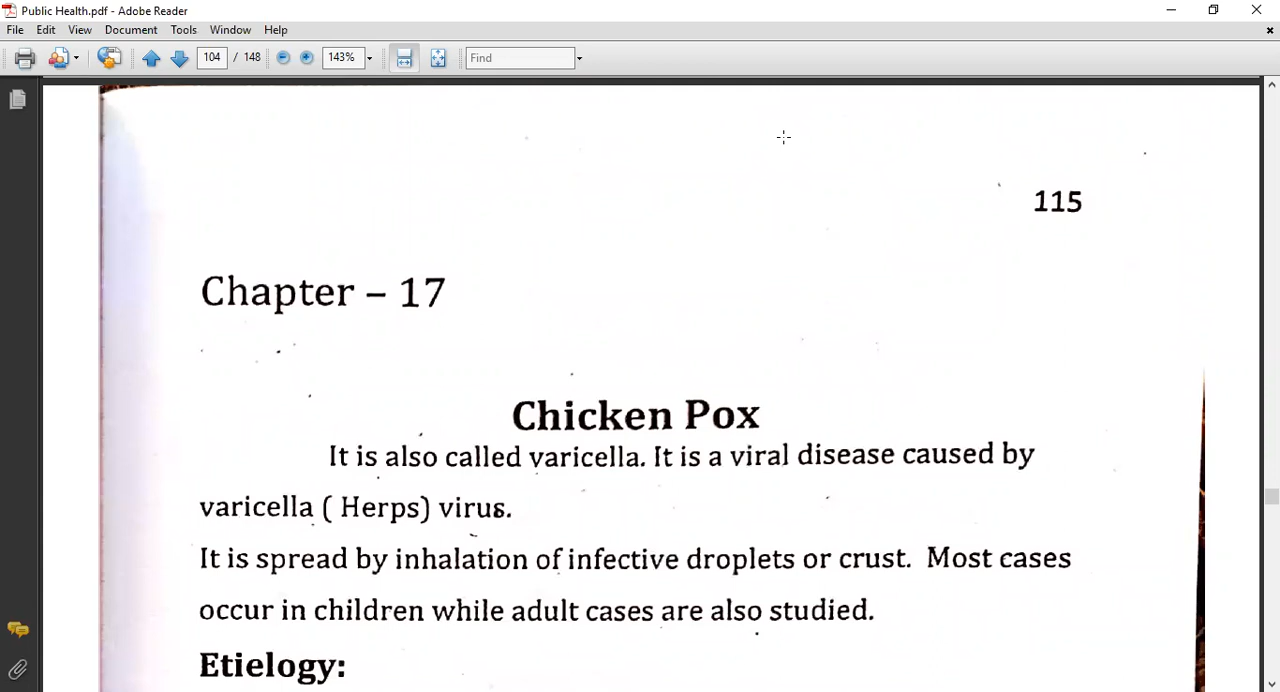 Public Health.pdf - Adobe Reader
File Edit View Document Tools Window Help
104 / 148 143% Find
115
Chapter – 17
Chicken Pox
It is also called varicella. It is a viral disease caused by
varicella ( Herps) virus.
It is spread by inhalation of infective droplets or crust. Most cases
occur in children while adult cases are also studied.
Etielogy: